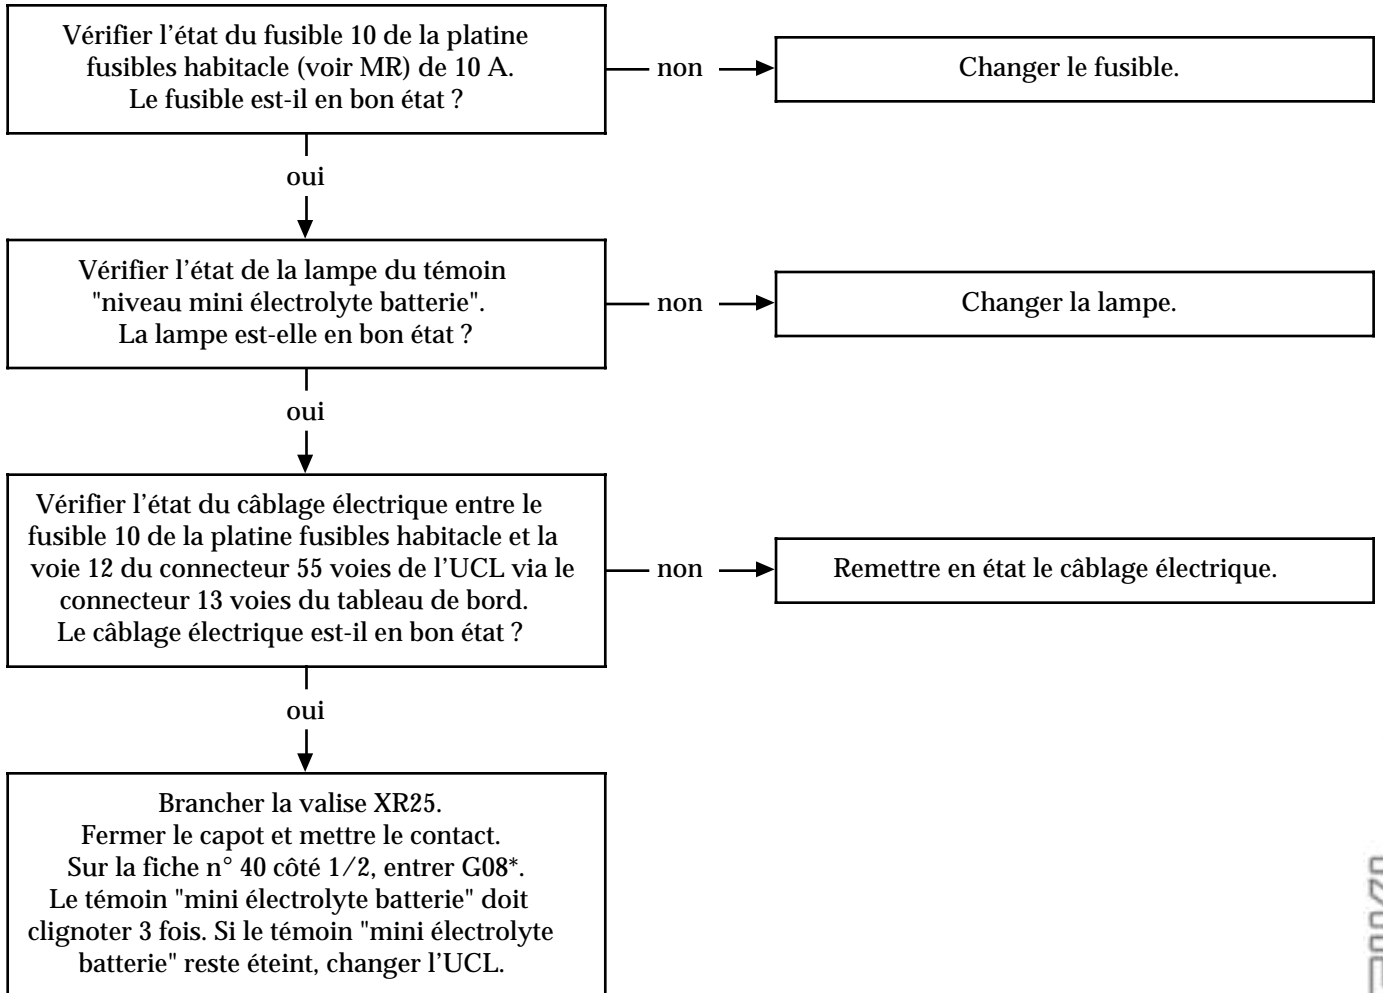 Vérifier l'état du fusible 10 de la platine
fusibles habitacle (voir MR) de 10 A.
Le fusible est-il en bon état ?
non
Changer le fusible.
oui
Vérifier l'état de la lampe du témoin
"niveau mini électrolyte batterie".
La lampe est-elle en bon état ?
non
Changer la lampe.
oui
Vérifier l'état du câblage électrique entre le
fusible 10 de la platine fusibles habitacle et la
voie 12 du connecteur 55 voies de l'UCL via le
connecteur 13 voies du tableau de bord.
Le câblage électrique est-il en bon état ?
non
Remettre en état le câblage électrique.
oui
Brancher la valise XR25.
Fermer le capot et mettre le contact.
Sur la fiche n° 40 côté 1/2, entrer G08*.
Le témoin "mini électrolyte batterie" doit
clignoter 3 fois. Si le témoin "mini électrolyte
batterie" reste éteint, changer l'UCL.